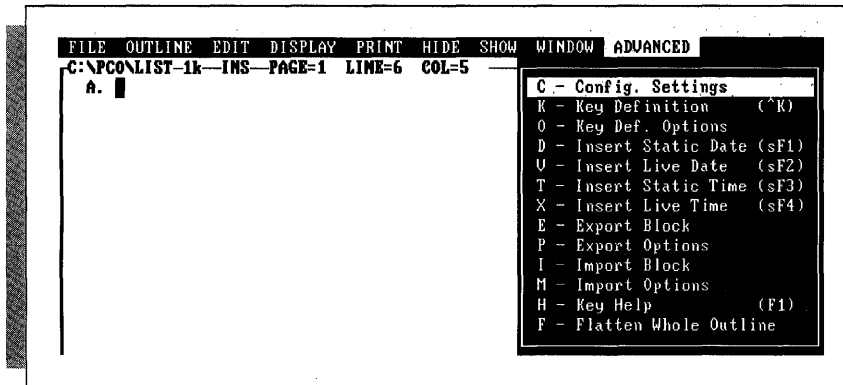 FILE OUTLINE EDIT DISPLAY PRINT HIDE SHOW WINDOW ADVANCED
C:\PCO\LIST-1k—INS—PAGE=1 LINE=6 COL=5
A.
C - Config. Settings
K - Key Definition (^K)
O - Key Def. Options
D - Insert Static Date (sF1)
V - Insert Live Date (sF2)
T - Insert Static Time (sF3)
X - Insert Live Time (sF4)
E - Export Block
P - Export Options
I - Import Block
M - Import Options
H - Key Help (F1)
F - Flatten Whole Outline